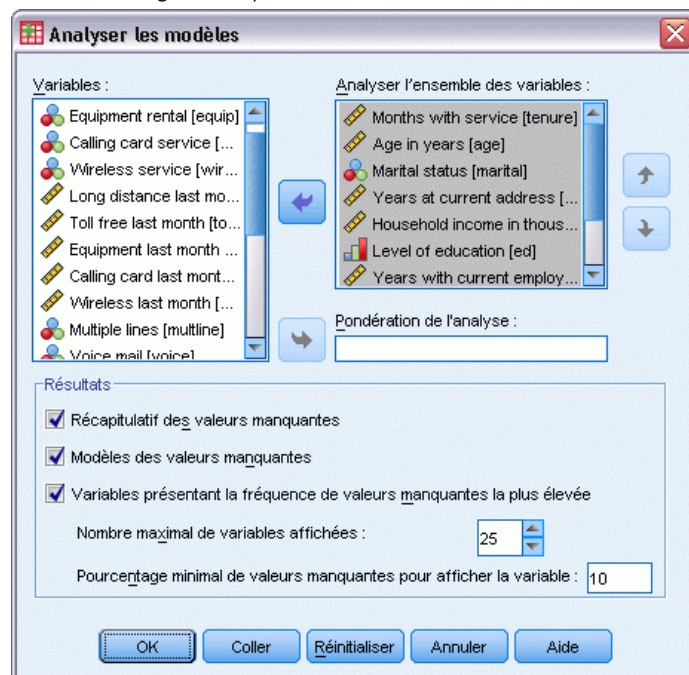 Analyser les modèles
Variables :
Equipment rental [equip]
Calling card service [...
Wireless service [wir...
Long distance last mo...
Toll free last month [to...
Equipment last month ...
Calling card last mont...
Wireless last month [...
Multiple lines [multline]
Voice mail [voice]
Analyser l'ensemble des variables :
Months with service [tenure]
Age in years [age]
Marital status [marital]
Years at current address [...
Household income in thous...
Level of education [ed]
Years with current employ...
Pondération de l'analyse :
Résultats
Récapitulatif des valeurs manquantes
Modèles des valeurs manquantes
Variables présentant la fréquence de valeurs manquantes la plus élevée
Nombre maximal de variables affichées : 25
Pourcentage minimal de valeurs manquantes pour afficher la variable : 10
OK Coller Réinitialiser Annuler Aide